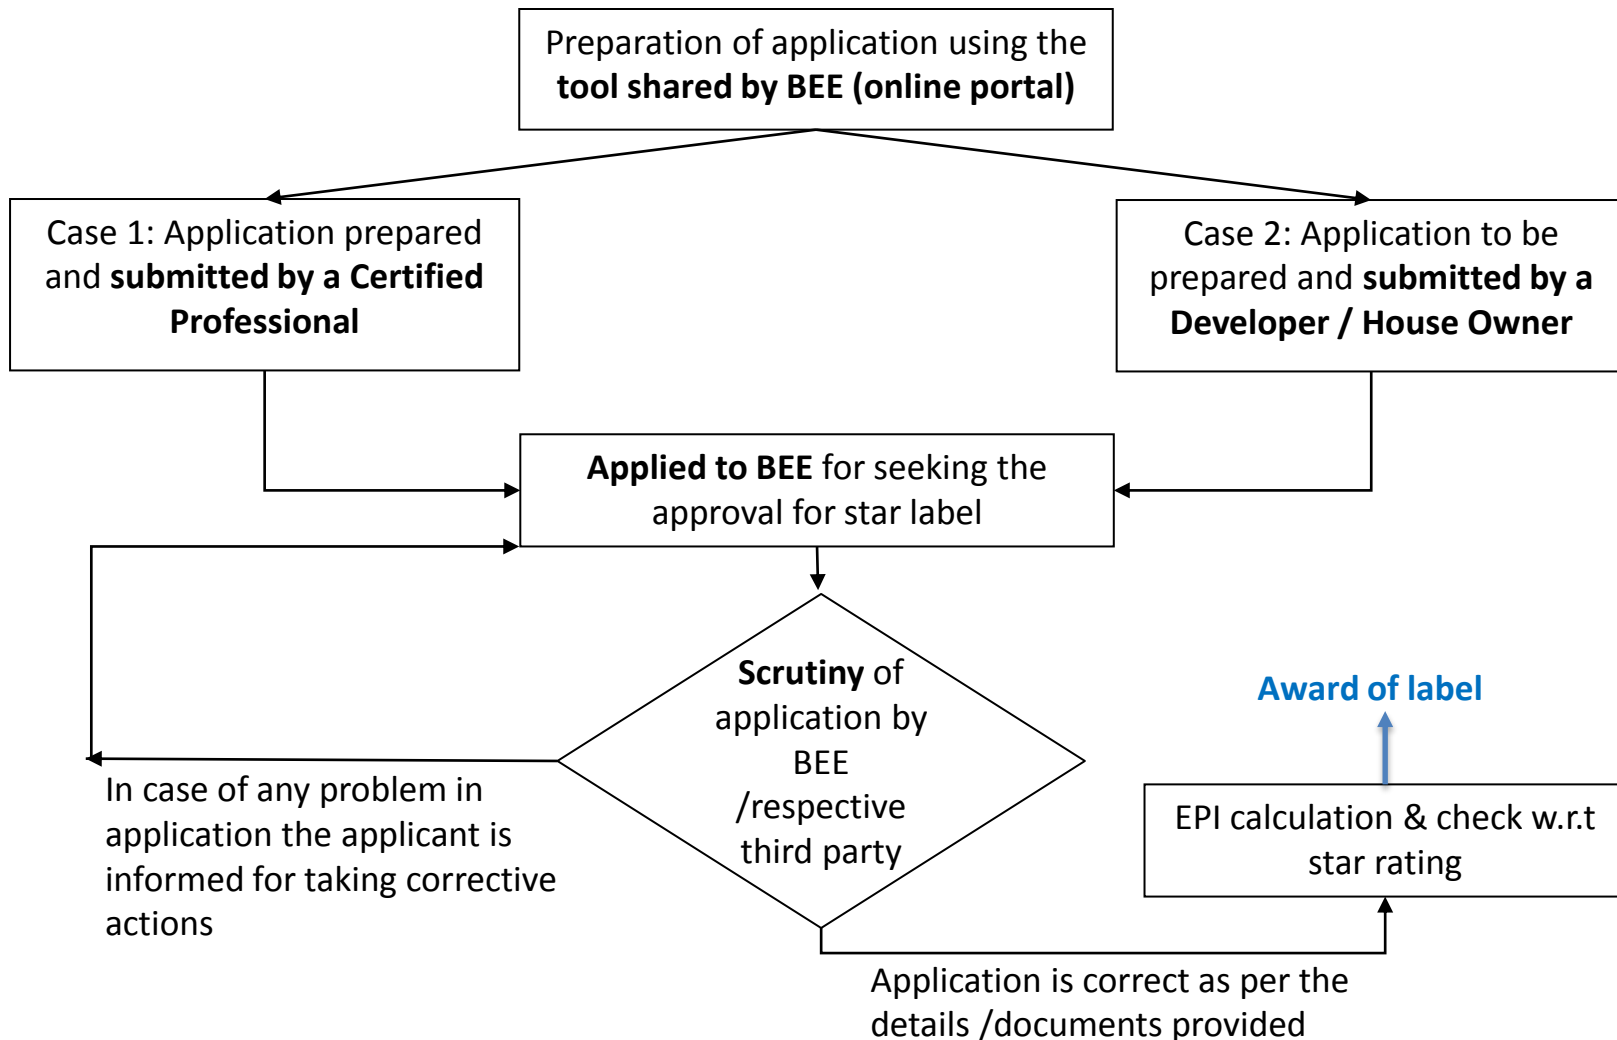 Preparation of application using the
tool shared by BEE (online portal)
Case 1: Application prepared
and submitted by a Certified
Professional
Case 2: Application to be
prepared and submitted by a
Developer / House Owner
Applied to BEE for seeking the
approval for star label
Scrutiny of
application by
BEE
/respective
third party
In case of any problem in
application the applicant is
informed for taking corrective
actions
Application is correct as per the
details /documents provided
EPI calculation & check w.r.t
star rating
Award of label